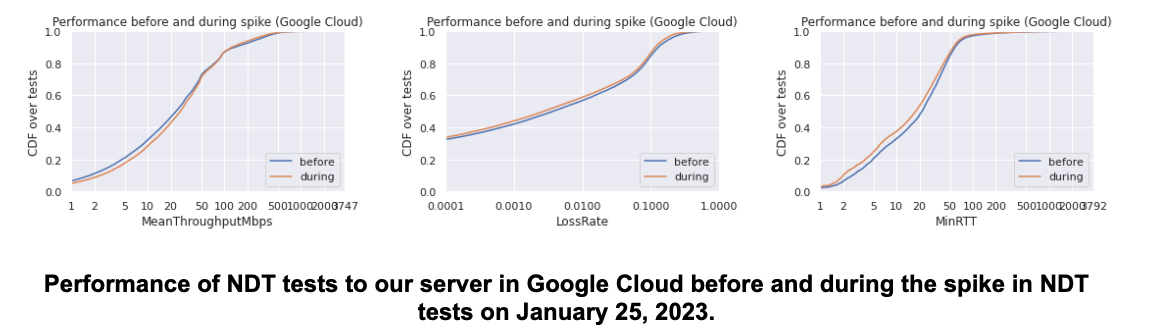 Performance before and during spike (Google Cloud)
1.0
0.8
0.6
0.4
0.2
0.0
CDF over tests
before
during
1 2 5 10 20 50 100 200 500 1000 2000 3747
MeanThroughputMbps
Performance before and during spike (Google Cloud)
1.0
0.8
0.6
0.4
0.2
0.0
CDF over tests
before
during
0.0001 0.0010 0.0100 0.1000 1.0000
LossRate
Performance before and during spike (Google Cloud)
1.0
0.8
0.6
0.4
0.2
0.0
CDF over tests
before
during
1 2 5 10 20 50 100 200 500 1000 2000 3792
MinRTT
Performance of NDT tests to our server in Google Cloud before and during the spike in NDT
tests on January 25, 2023.